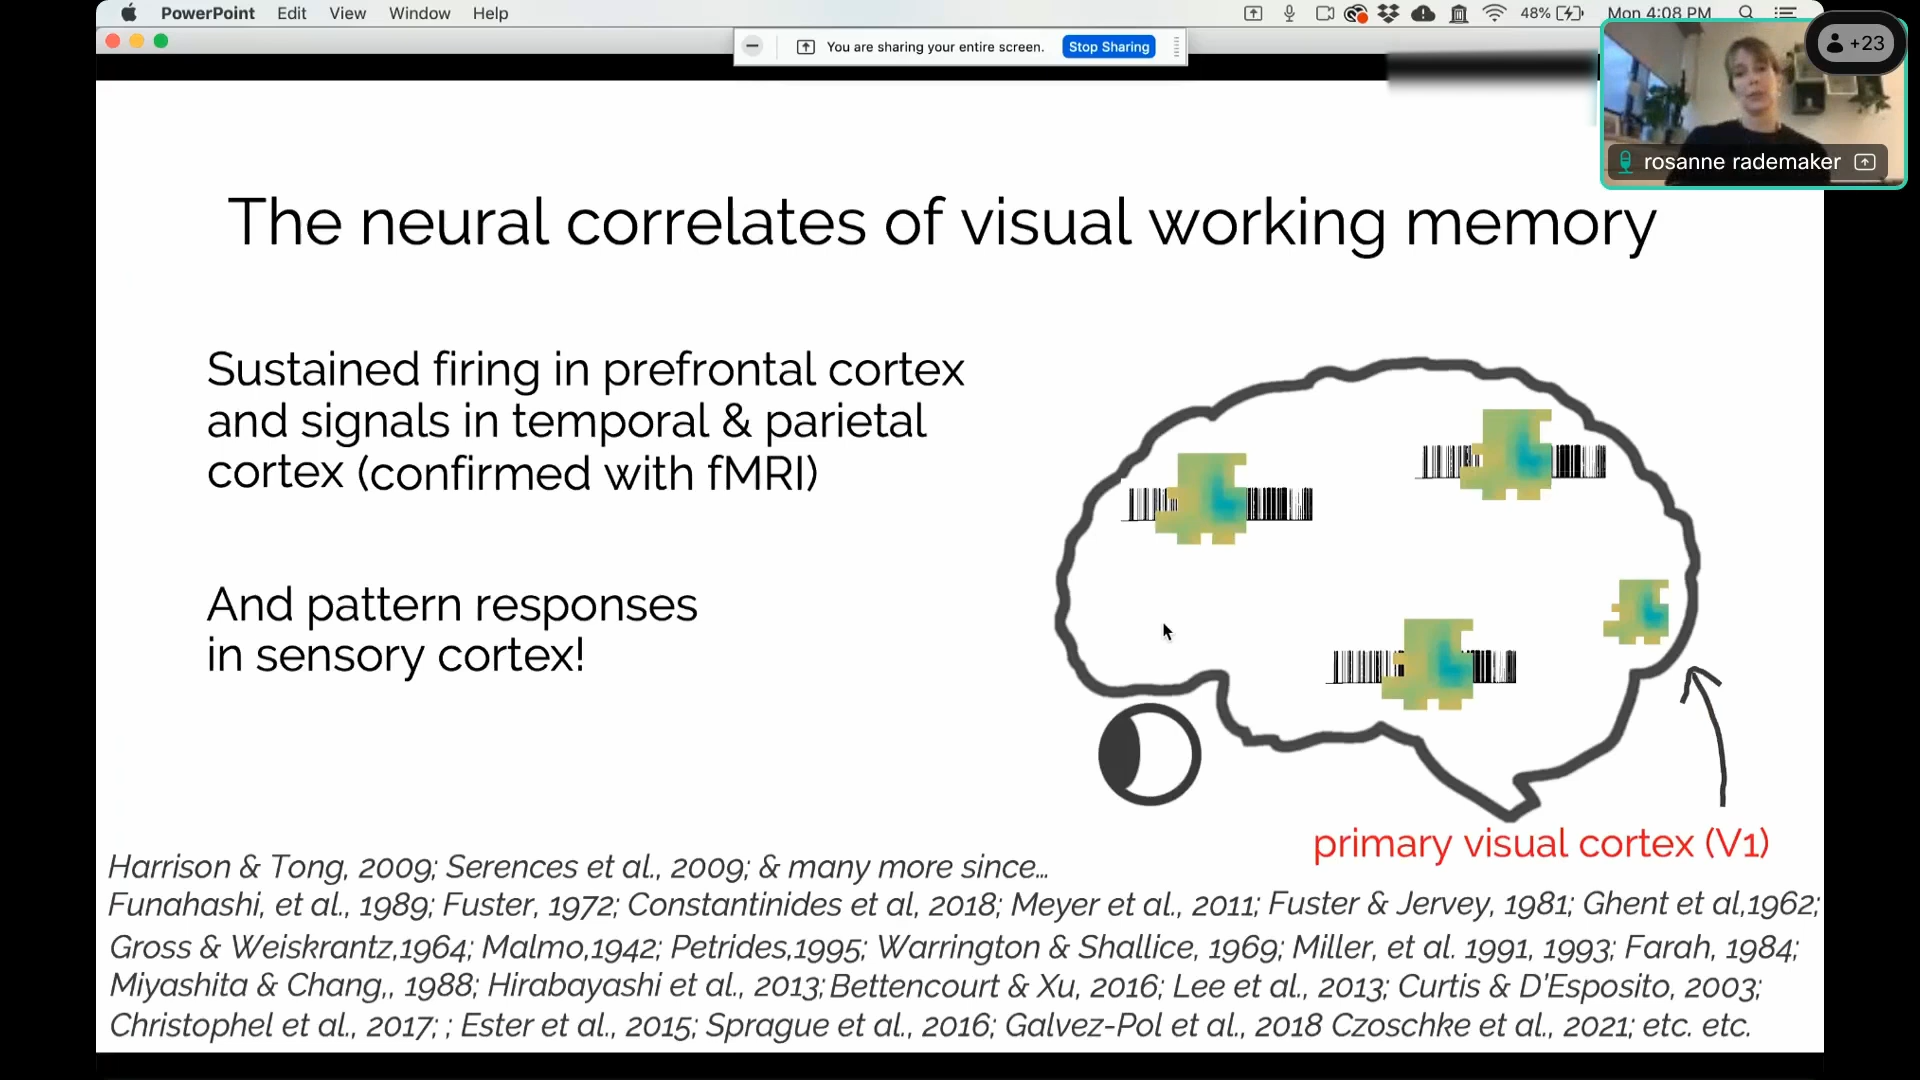 PowerPoint Edit View Window Help 48% Mon 4:08 PM
You are sharing your entire screen. Stop Sharing
+23
rosanne rademaker
The neural correlates of visual working memory
Sustained firing in prefrontal cortex
and signals in temporal & parietal
cortex (confirmed with fMRI)
And pattern responses
in sensory cortex!
primary visual cortex (V1)
Harrison & Tong, 2009; Serences et al., 2009; & many more since...
Funahashi, et al., 1989; Fuster, 1972; Constantinides et al, 2018; Meyer et al., 2011; Fuster & Jervey, 1981; Ghent et al,1962;
Gross & Weiskrantz,1964; Malmo,1942; Petrides,1995; Warrington & Shallice, 1969; Miller, et al. 1991, 1993; Farah, 1984;
Miyashita & Chang,, 1988; Hirabayashi et al., 2013; Bettencourt & Xu, 2016; Lee et al., 2013; Curtis & D'Esposito, 2003;
Christophel et al., 2017; ; Ester et al., 2015; Sprague et al., 2016; Galvez-Pol et al., 2018 Czoschke et al., 2021; etc. etc.